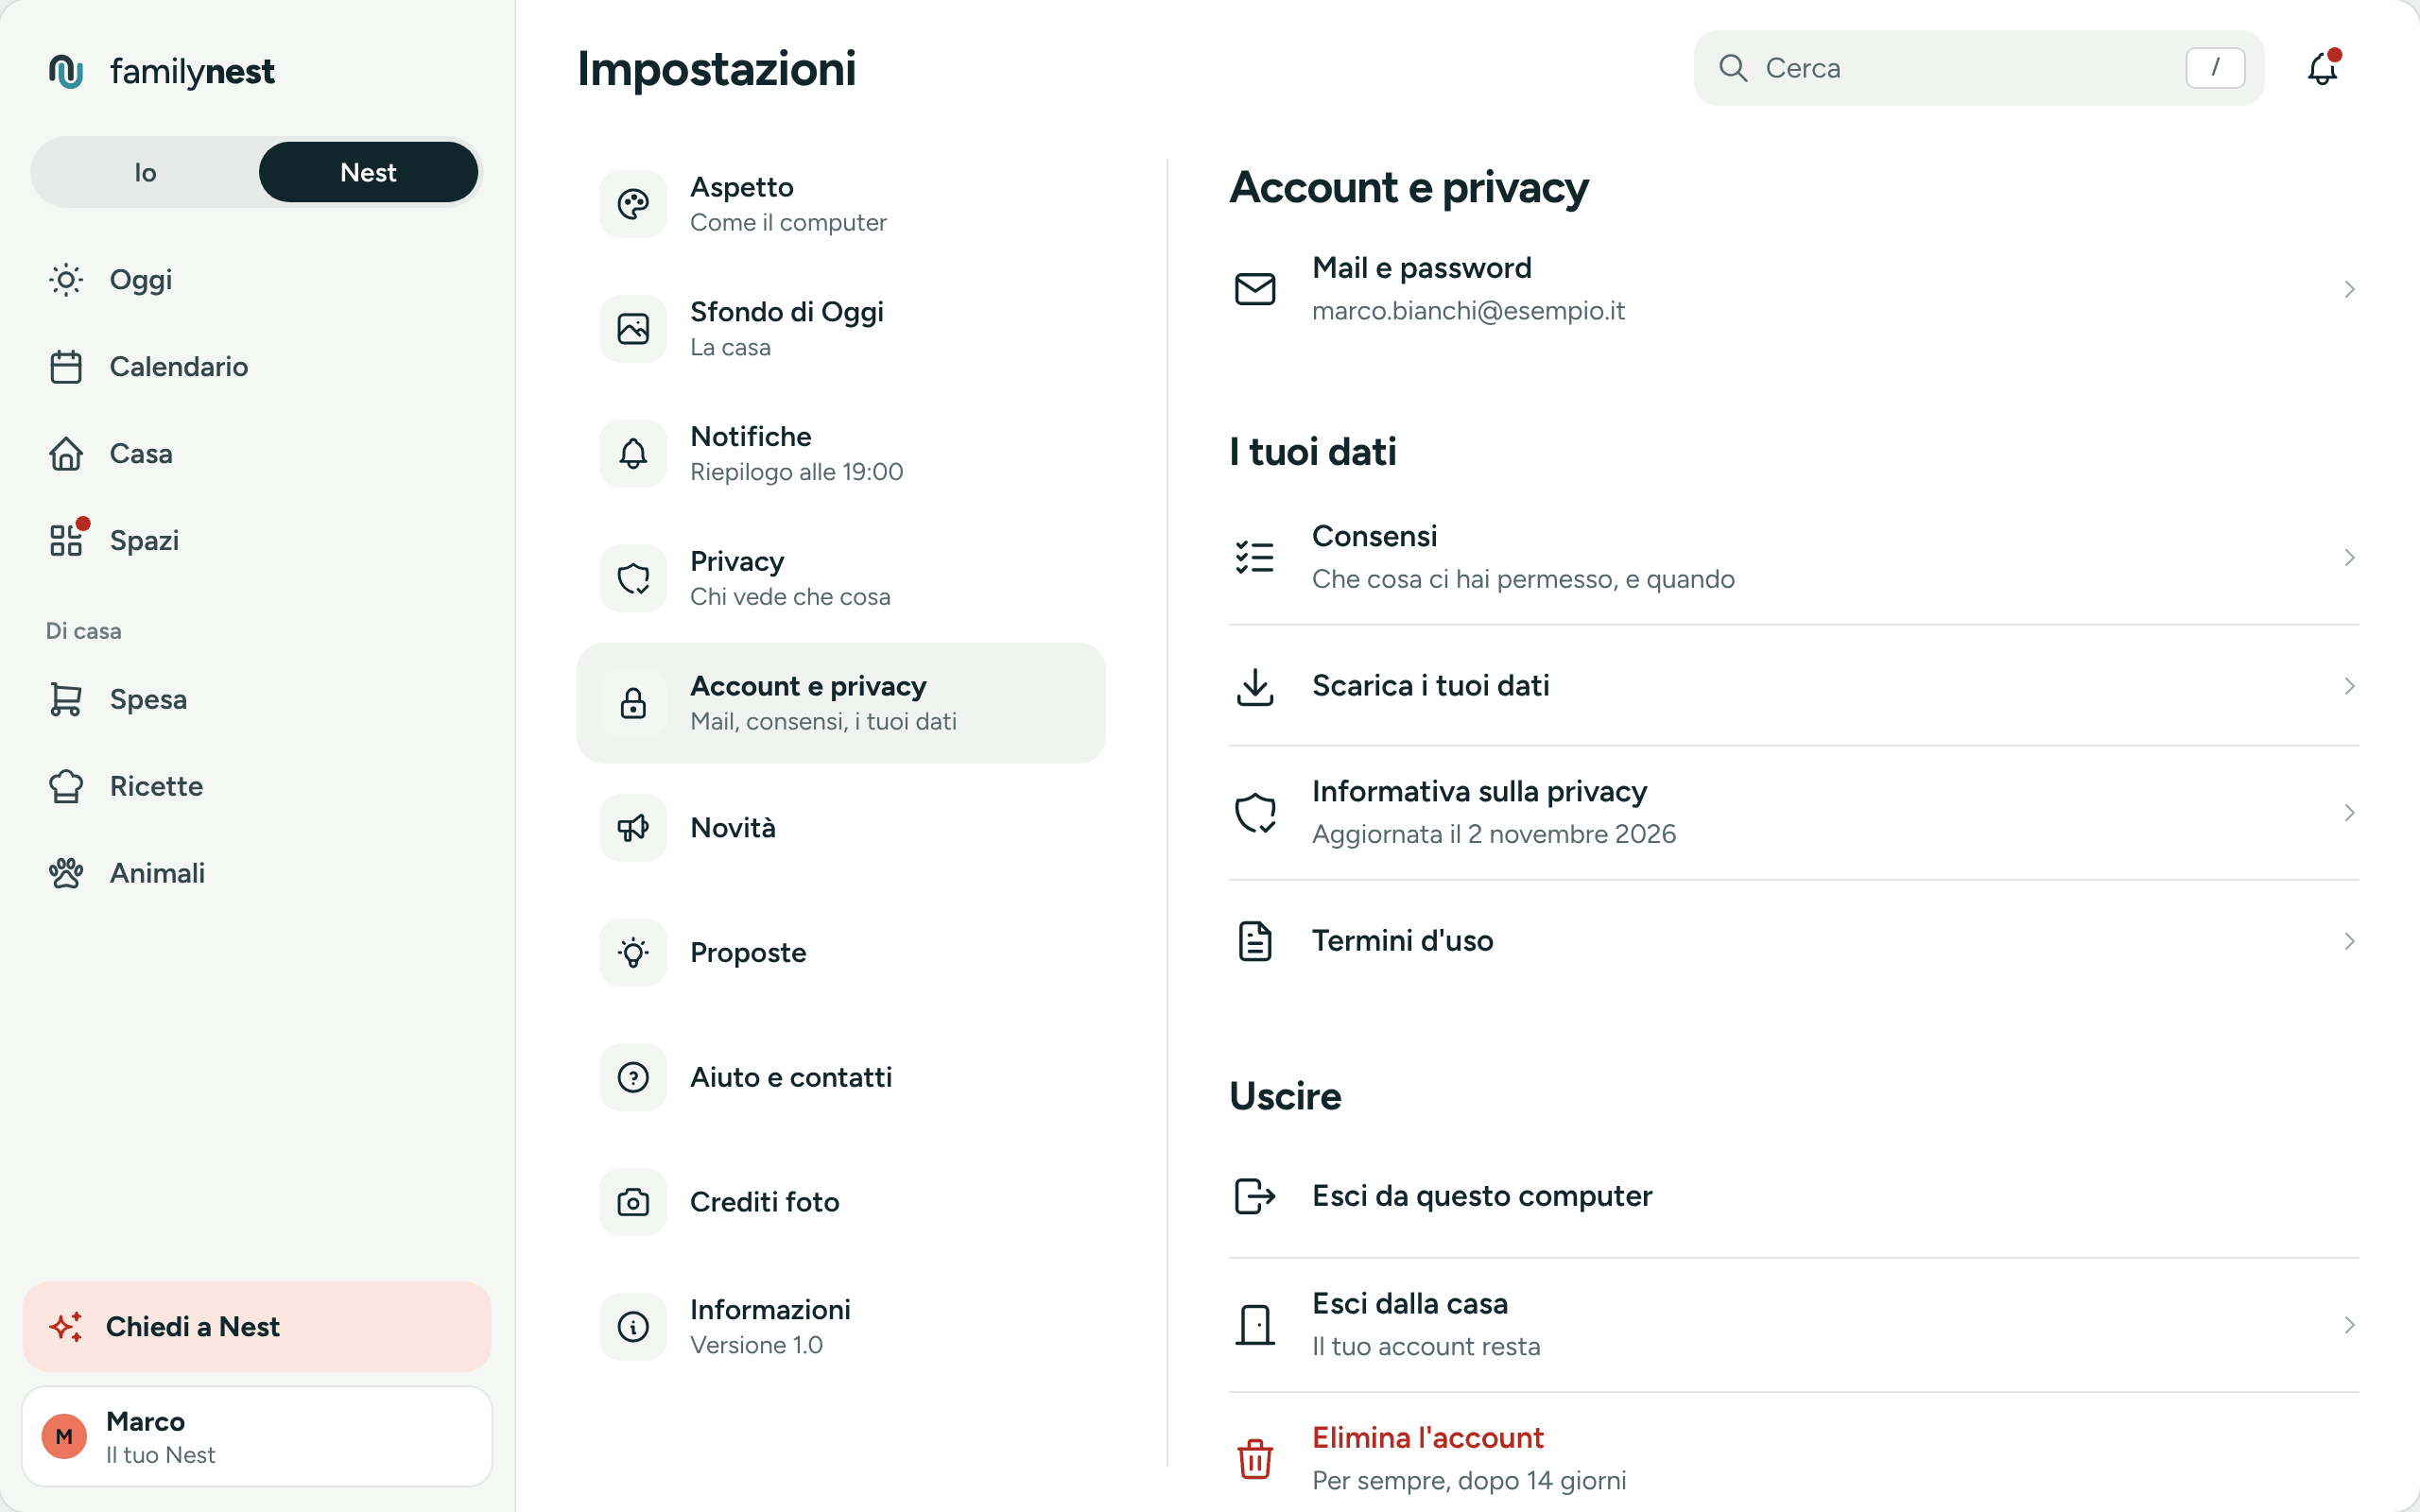 familynest
Io
Nest
Oggi
Calendario
Casa
Spazi
Di casa
Spesa
Ricette
Animali
Chiedi a Nest
M
Marco
Il tuo Nest
Impostazioni
Cerca
/
Aspetto
Come il computer
Sfondo di Oggi
La casa
Notifiche
Riepilogo alle 19:00
Privacy
Chi vede che cosa
Account e privacy
Mail, consensi, i tuoi dati
Novità
Proposte
Aiuto e contatti
Crediti foto
Informazioni
Versione 1.0
Account e privacy
Mail e password
marco.bianchi@esempio.it
I tuoi dati
Consensi
Che cosa ci hai permesso, e quando
Scarica i tuoi dati
Informativa sulla privacy
Aggiornata il 2 novembre 2026
Termini d'uso
Uscire
Esci da questo computer
Esci dalla casa
Il tuo account resta
Elimina l'account
Per sempre, dopo 14 giorni